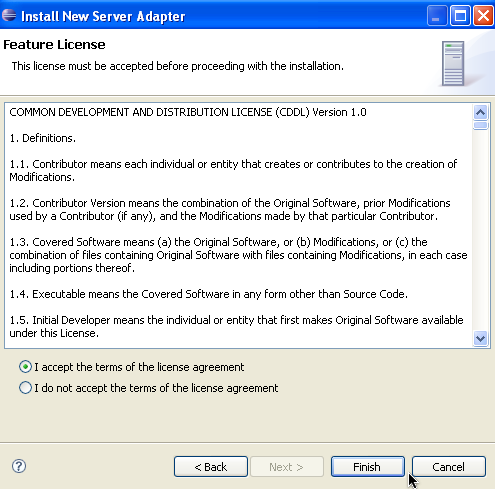 Install New Server Adapter
Feature License
This license must be accepted before proceeding with the installation.
COMMON DEVELOPMENT AND DISTRIBUTION LICENSE (CDDL) Version 1.0
1. Definitions.
1.1. Contributor means each individual or entity that creates or contributes to the creation of
Modifications.
1.2. Contributor Version means the combination of the Original Software, prior Modifications
used by a Contributor (if any), and the Modifications made by that particular Contributor.
1.3. Covered Software means (a) the Original Software, or (b) Modifications, or (c) the
combination of files containing Original Software with files containing Modifications, in each case
including portions thereof.
1.4. Executable means the Covered Software in any form other than Source Code.
1.5. Initial Developer means the individual or entity that first makes Original Software available
under this License.
I accept the terms of the license agreement
I do not accept the terms of the license agreement
? < Back Next > Finish Cancel